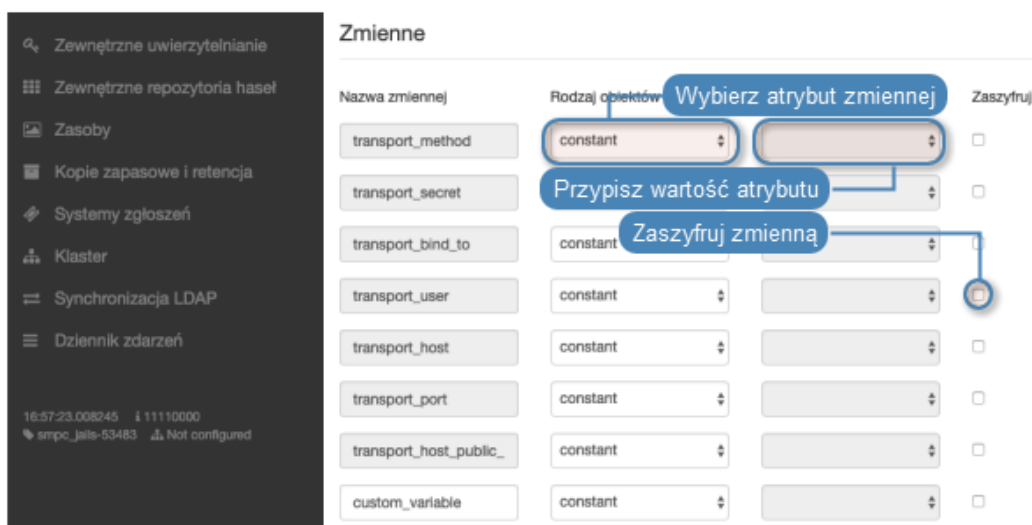 Zewnętrzne uwierzytelnianie
Zewnętrzne repozytoria haseł
Zasoby
Kopie zapasowe i retencja
Systemy zgłoszeń
Klaster
Synchronizacja LDAP
Dziennik zdarzeń
16:57:23.008245 11110000
smpc_jails-53483 Not configured
Zmienne
Nazwa zmiennej Rodzaj obiektów Wybierz atrybut zmiennej Zaszyfruj
transport_method constant
Przypisz wartość atrybutu
transport_secret
Zaszyfruj zmienną
transport_bind_to constant
transport_user constant
transport_host constant
transport_port constant
transport_host_public_ constant
custom_variable constant